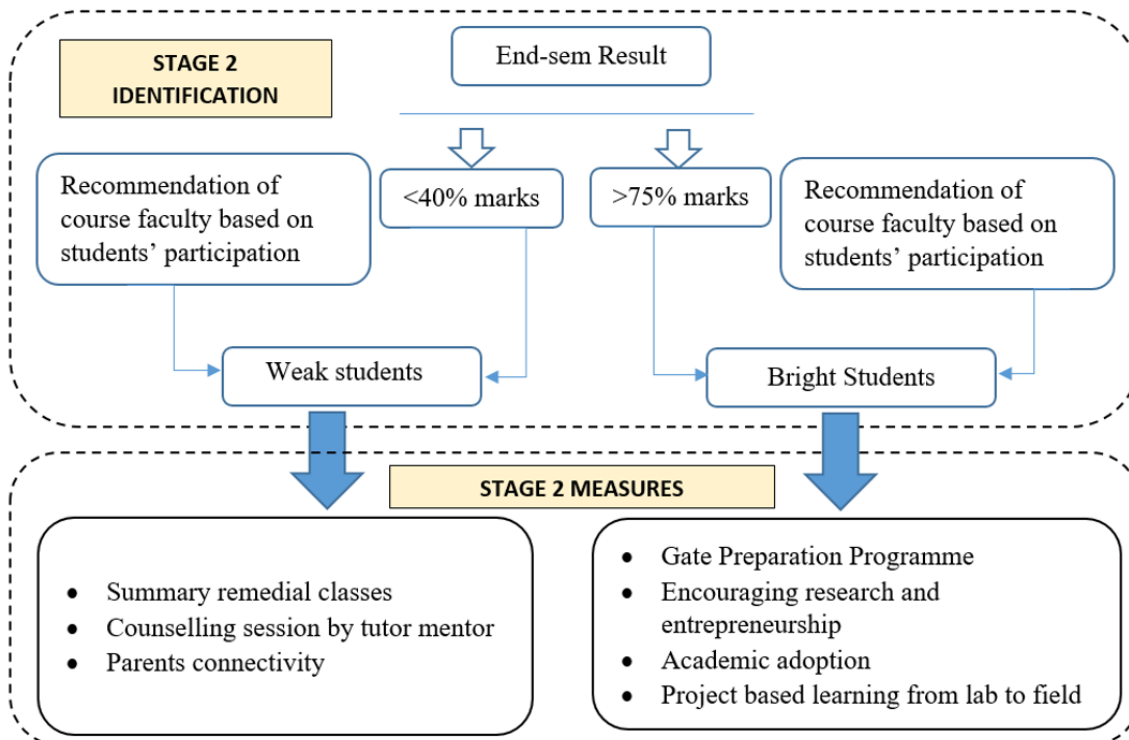 STAGE 2
IDENTIFICATION
End-sem Result
Recommendation of
course faculty based on
students’ participation
<40% marks
>75% marks
Recommendation of
course faculty based on
students’ participation
Weak students
Bright Students
STAGE 2 MEASURES
• Summary remedial classes
• Counselling session by tutor mentor
• Parents connectivity
• Gate Preparation Programme
• Encouraging research and
entrepreneurship
• Academic adoption
• Project based learning from lab to field